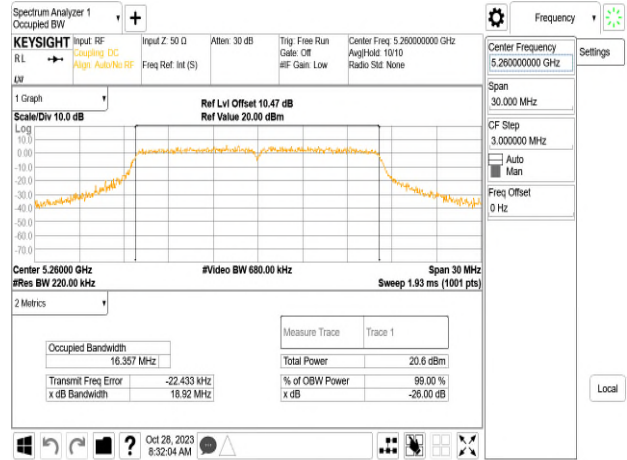 Spectrum Analyzer 1
Occupied BW
Frequency
KEYSIGHT Input: RF Input Z: 50 Ω Atten: 30 dB Trig: Free Run Center Freq: 5.260000000 GHz
Coupling: DC Gate: Off Avg|Hold: 10/10
RL Align: Auto/No RF Freq Ref: Int (S) #IF Gain: Low Radio Std: None
Center Frequency
5.260000000 GHz
Settings
Span
30.000 MHz
CF Step
3.000000 MHz
Auto
Man
Freq Offset
0 Hz
1 Graph
Ref Lvl Offset 10.47 dB
Scale/Div 10.0 dB Ref Value 20.00 dBm
Log
10.0
0.00
-10.0
-20.0
-30.0
-40.0
-50.0
-60.0
-70.0
Center 5.26000 GHz #Video BW 680.00 kHz Span 30 MHz
#Res BW 220.00 kHz Sweep 1.93 ms (1001 pts)
2 Metrics
Measure Trace Trace 1
Occupied Bandwidth
16.357 MHz
Total Power 20.6 dBm
Transmit Freq Error -22.433 kHz % of OBW Power 99.00 %
x dB Bandwidth 18.92 MHz x dB -26.00 dB
Local
Oct 28, 2023
8:32:04 AM